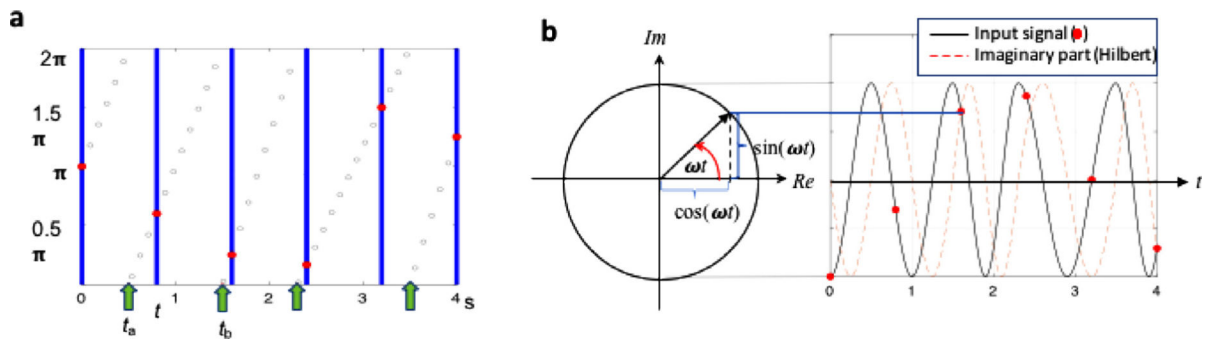 a
2π
1.5
π
π
0.5
π
0 t 1 2 3 4 s
ta tb
b
Im
Re
ωt
sin(ωt)
cos(ωt)
Input signal ( )
Imaginary part (Hilbert)
t
0 1 2 3 4